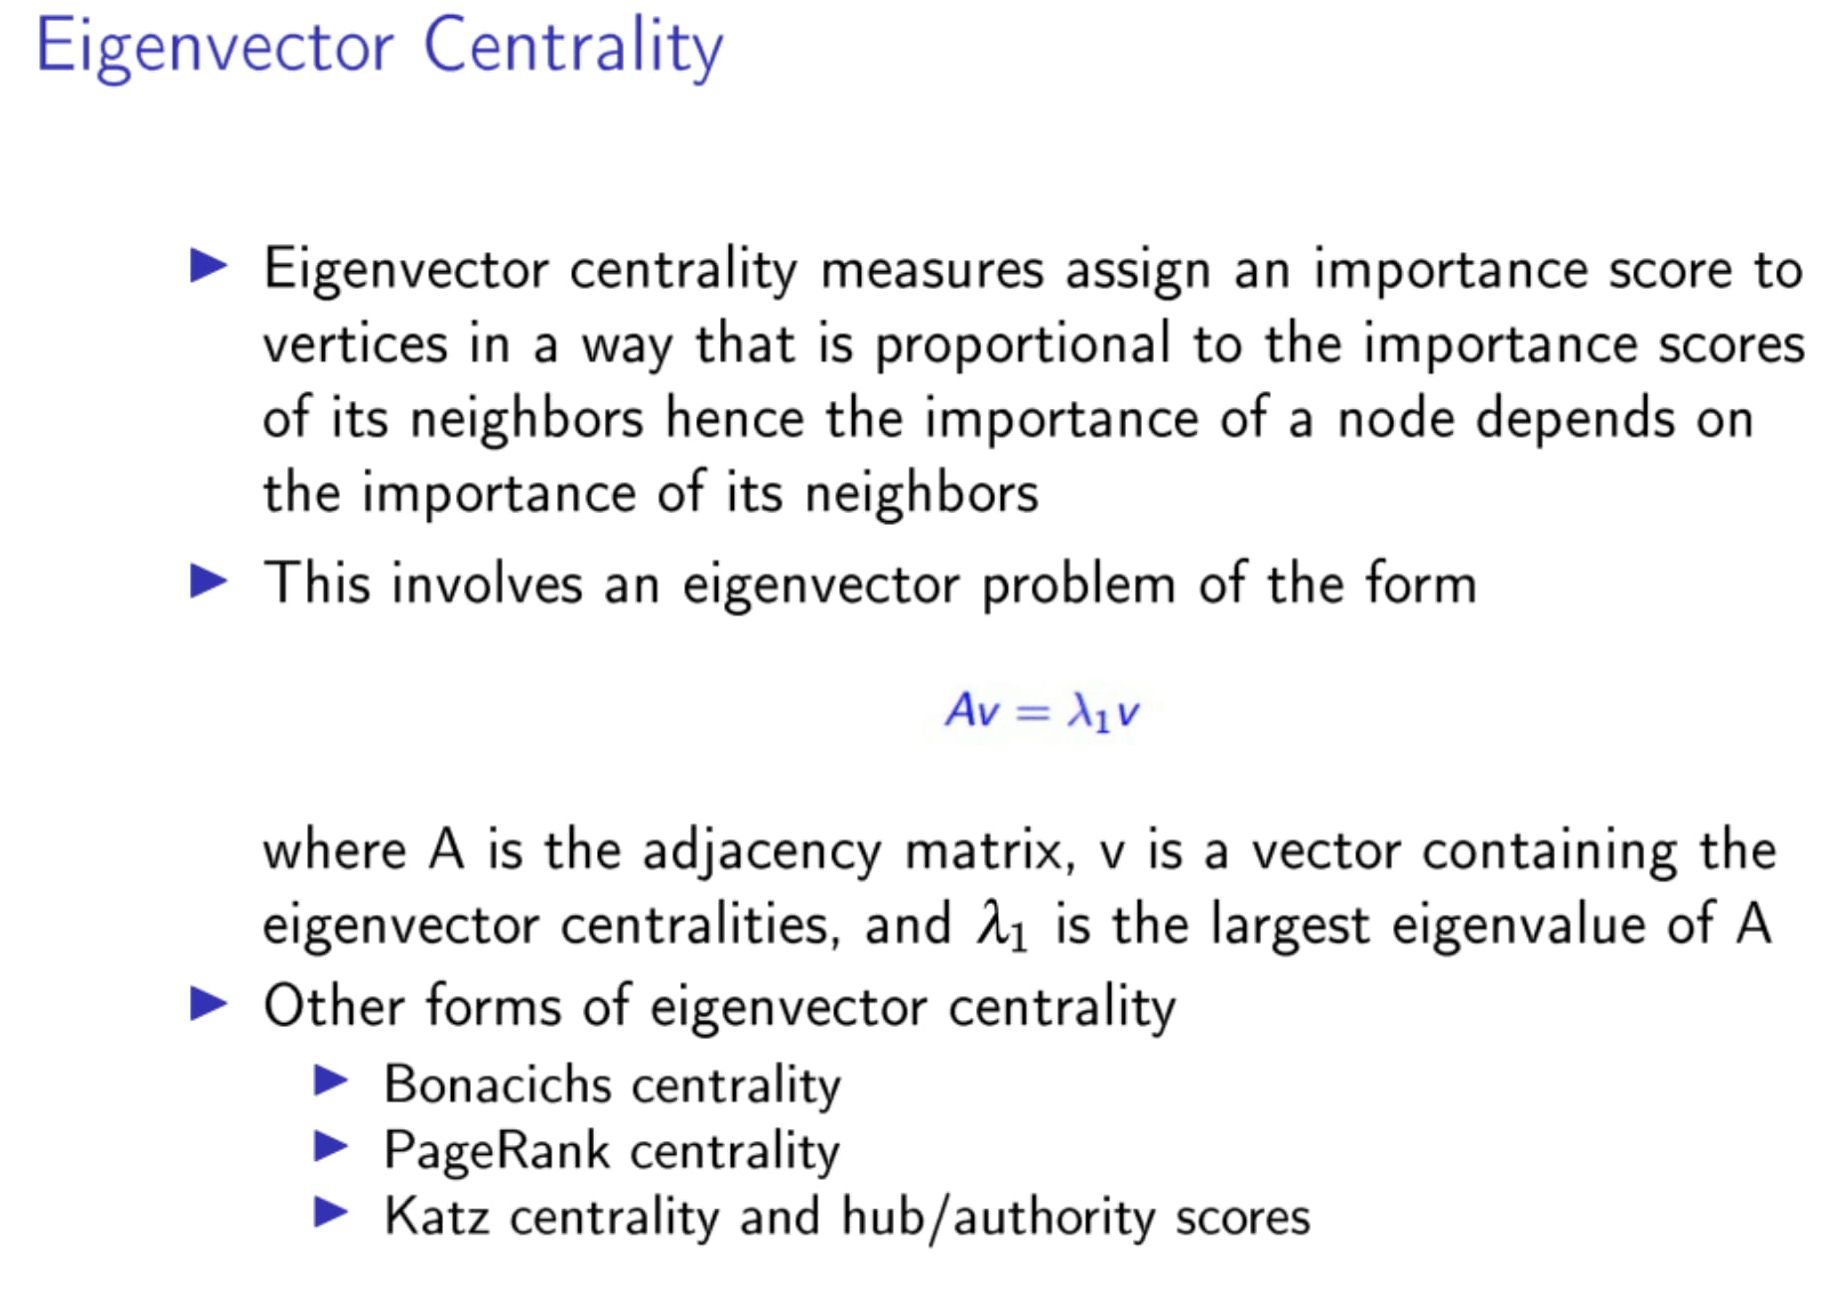 Eigenvector Centrality
▶ Eigenvector centrality measures assign an importance score to
vertices in a way that is proportional to the importance scores
of its neighbors hence the importance of a node depends on
the importance of its neighbors
▶ This involves an eigenvector problem of the form
Av = λ₁v
where A is the adjacency matrix, v is a vector containing the
eigenvector centralities, and λ₁ is the largest eigenvalue of A
▶ Other forms of eigenvector centrality
▶ Bonacichs centrality
▶ PageRank centrality
▶ Katz centrality and hub/authority scores